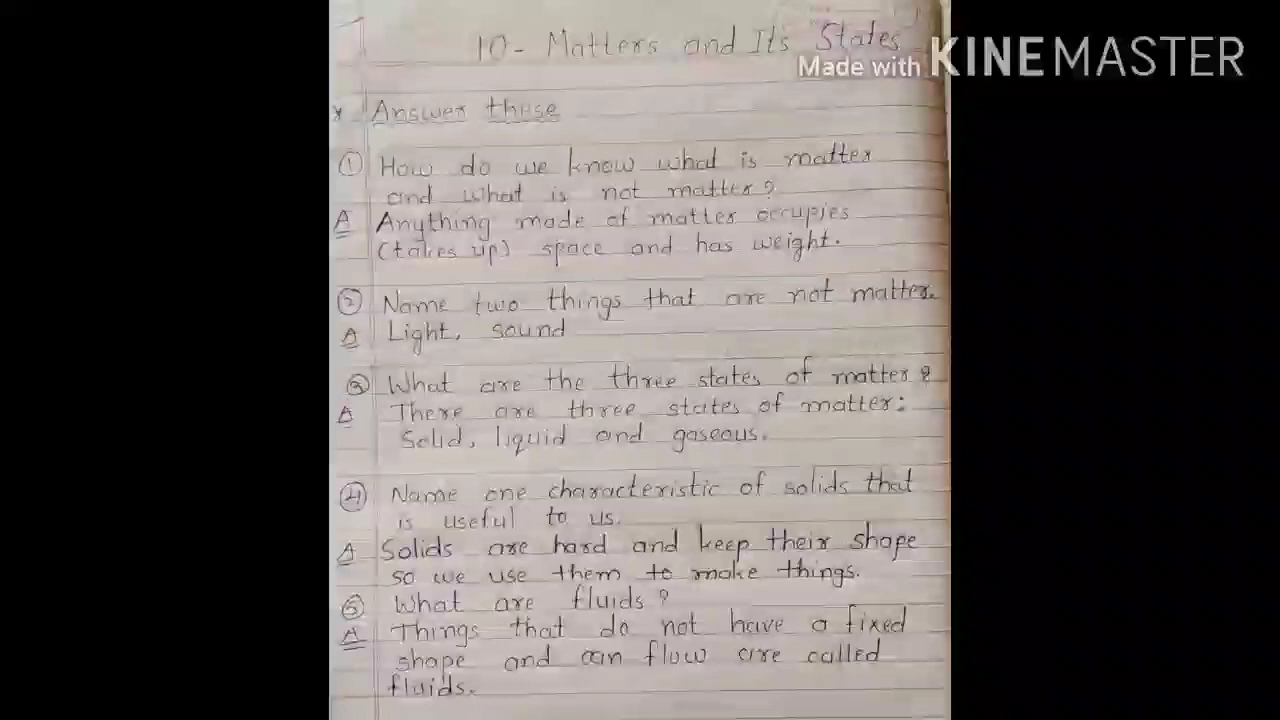 10- Matters and Its States
Made with KINEMASTER
* Answer these
① How do we know what is matter
and what is not matter?
A Anything made of matter occupies
(takes up) space and has weight.
② Name two things that are not matter.
A Light, sound
③ What are the three states of matter?
A There are three states of matter:
Solid, liquid and gaseous.
④ Name one characteristic of solids that
is useful to us.
A Solids are hard and keep their shape
so we use them to make things.
⑤ What are fluids?
A Things that do not have a fixed
shape and can flow are called
fluids.